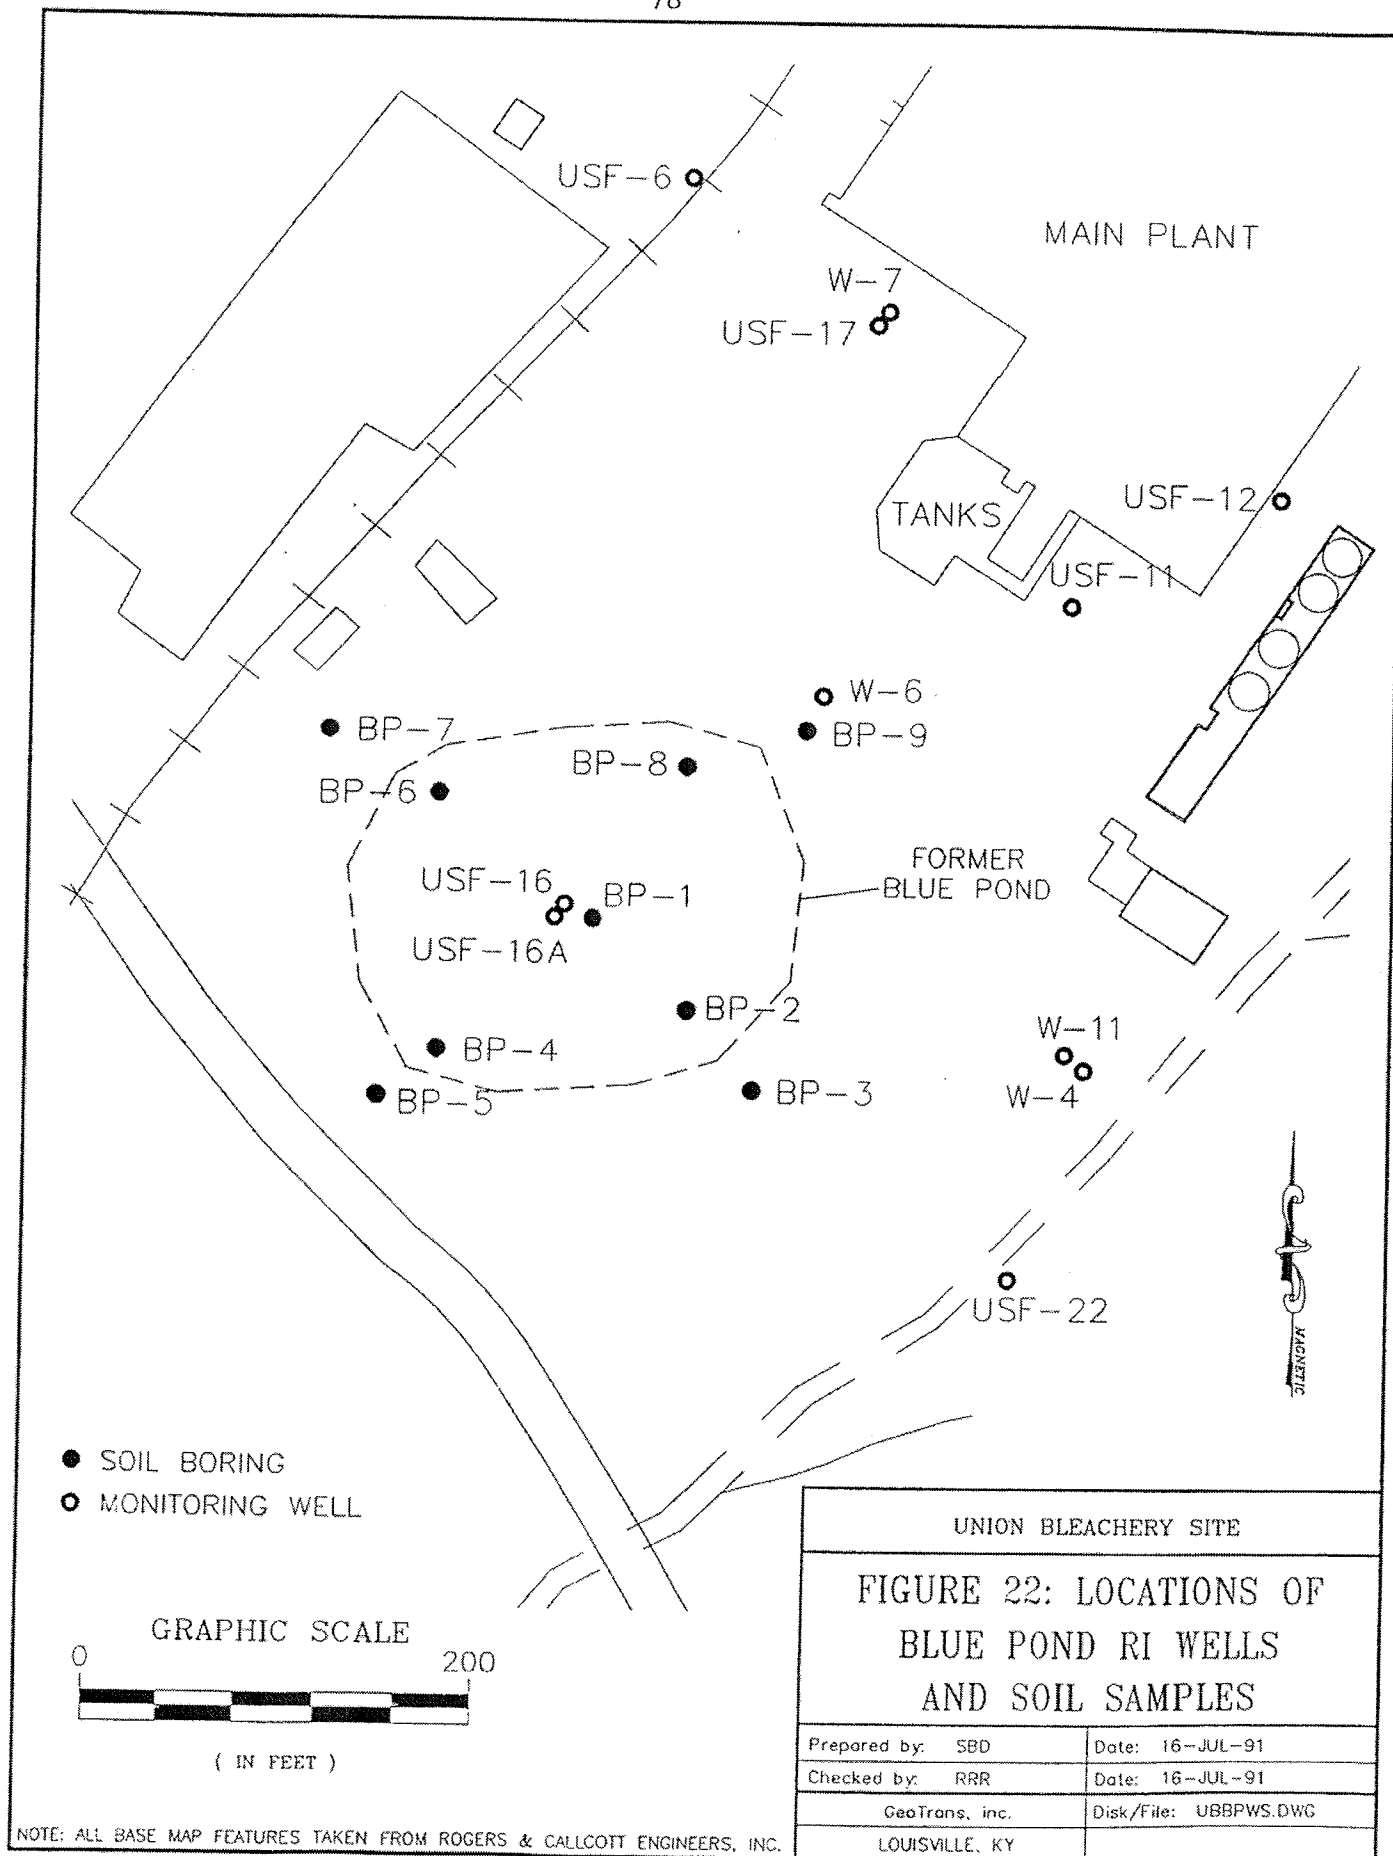 78
USF-6
MAIN PLANT
W-7
USF-17
TANKS
USF-12
USF-11
W-6
BP-7
BP-9
BP-8
BP-6
FORMER
BLUE POND
USF-16
BP-1
USF-16A
BP-2
W-11
BP-4
W-4
BP-3
BP-5
MAGNETIC
USF-22
SOIL BORING
MONITORING WELL
UNION BLEACHERY SITE
FIGURE 22: LOCATIONS OF
BLUE POND RI WELLS
AND SOIL SAMPLES
GRAPHIC SCALE
0 200
( IN FEET )
Prepared by: SBD Date: 16-JUL-91
Checked by: RRR Date: 16-JUL-91
GeoTrans, inc. Disk/File: UBBPWS.DWG
LOUISVILLE, KY
NOTE: ALL BASE MAP FEATURES TAKEN FROM ROGERS & CALLCOTT ENGINEERS, INC.